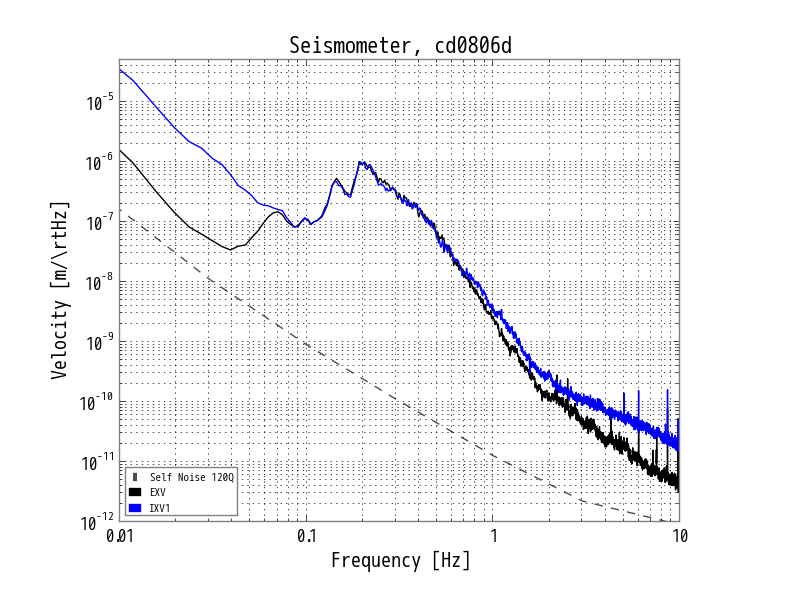 Seismometer, cd0806d
Velocity [m/\rtHz]
10^-5
10^-6
10^-7
10^-8
10^-9
10^-10
10^-11
10^-12
Self Noise 120Q
EXV
IXV1
0.01
0.1
1
10
Frequency [Hz]